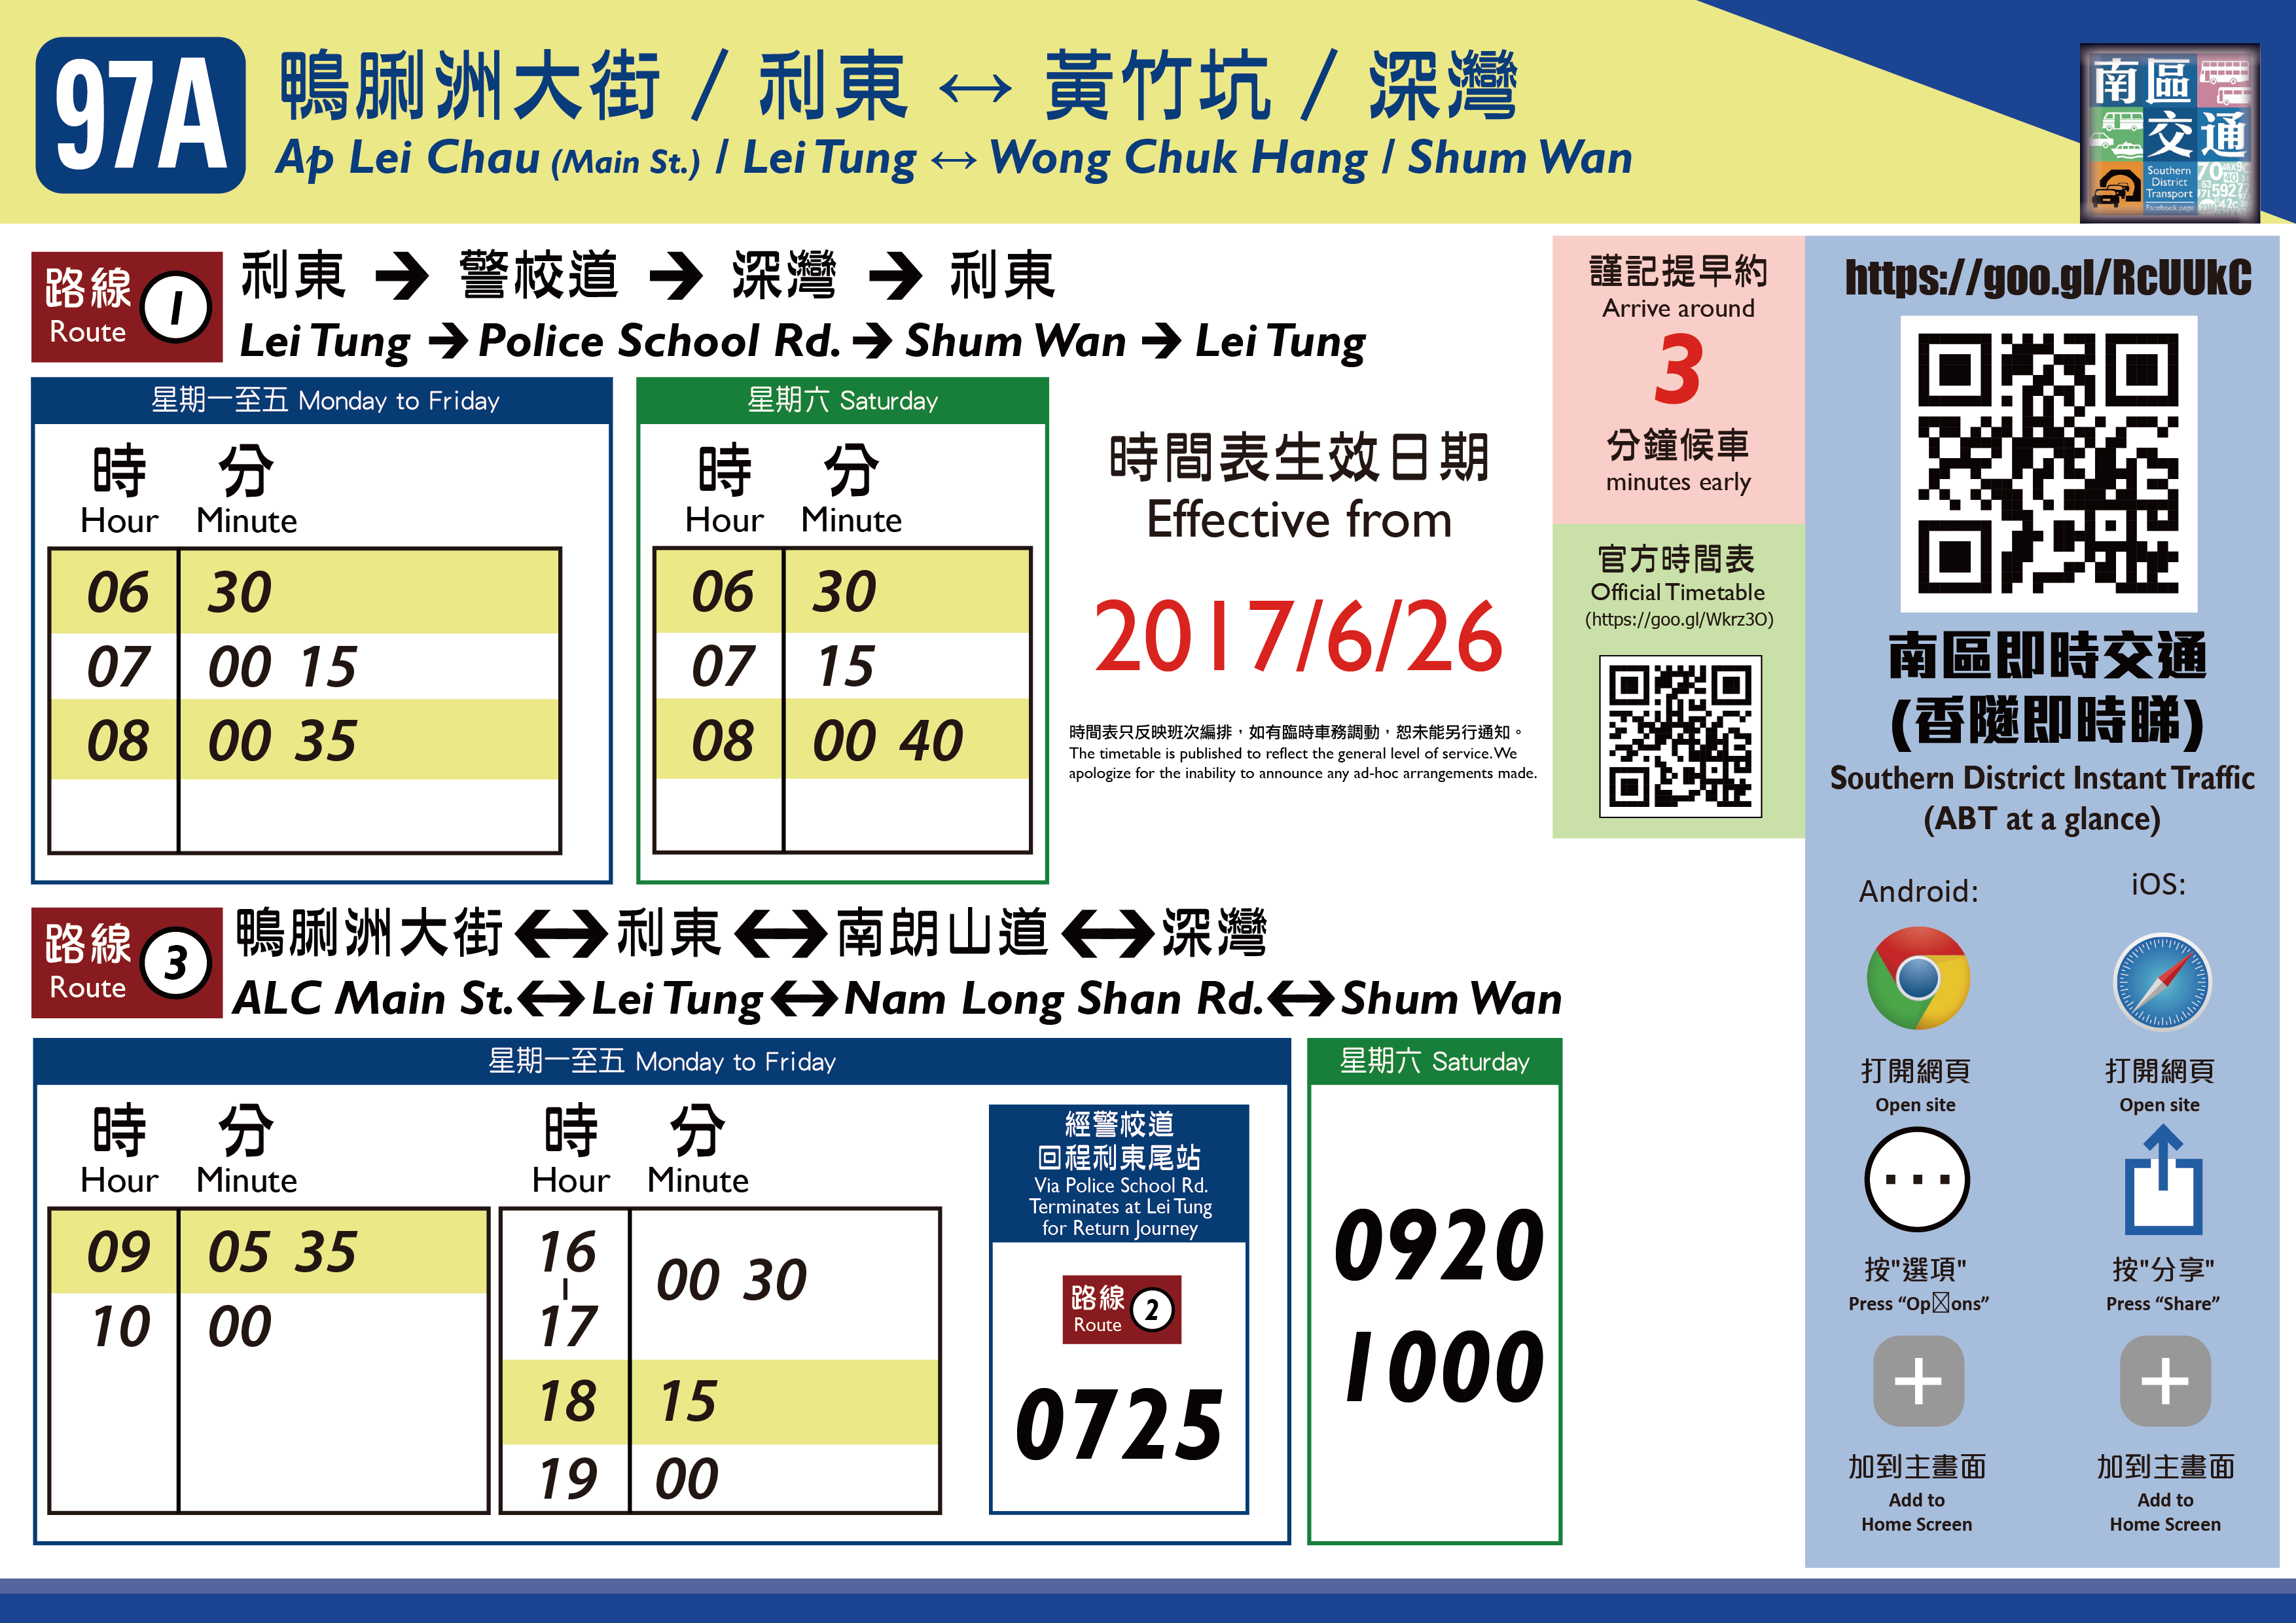 97A
鴨脷洲大街 / 利東 ↔ 黃竹坑 / 深灣
Ap Lei Chau (Main St.) / Lei Tung ↔ Wong Chuk Hang / Shum Wan
南區
交通
Southern
District
Transport
Facebook page
路線
Route
1
利東 → 警校道 → 深灣 → 利東
Lei Tung → Police School Rd. → Shum Wan → Lei Tung
星期一至五 Monday to Friday
時 分
Hour Minute
06 30
07 00 15
08 00 35
星期六 Saturday
時 分
Hour Minute
06 30
07 15
08 00 40
時間表生效日期
Effective from
2017/6/26
時間表只反映班次編排，如有臨時車務調動，恕未能另行通知。
The timetable is published to reflect the general level of service. We
apologize for the inability to announce any ad-hoc arrangements made.
謹記提早約
Arrive around
3
分鐘候車
minutes early
官方時間表
Official Timetable
(https://goo.gl/Wkrz3O)
路線
Route
3
鴨脷洲大街↔利東↔南朗山道↔深灣
ALC Main St.↔Lei Tung↔Nam Long Shan Rd.↔Shum Wan
星期一至五 Monday to Friday
時 分
Hour Minute
09 05 35
10 00
時 分
Hour Minute
16
–
17
00 30
18 15
19 00
經警校道
回程利東尾站
Via Police School Rd.
Terminates at Lei Tung
for Return Journey
路線
Route
2
0725
星期六 Saturday
0920
1000
https://goo.gl/RcUUkC
南區即時交通
(香隧即時睇)
Southern District Instant Traffic
(ABT at a glance)
Android:
打開網頁
Open site
按"選項"
Press “Op☒ons”
加到主畫面
Add to
Home Screen
iOS:
打開網頁
Open site
按"分享"
Press “Share”
加到主畫面
Add to
Home Screen